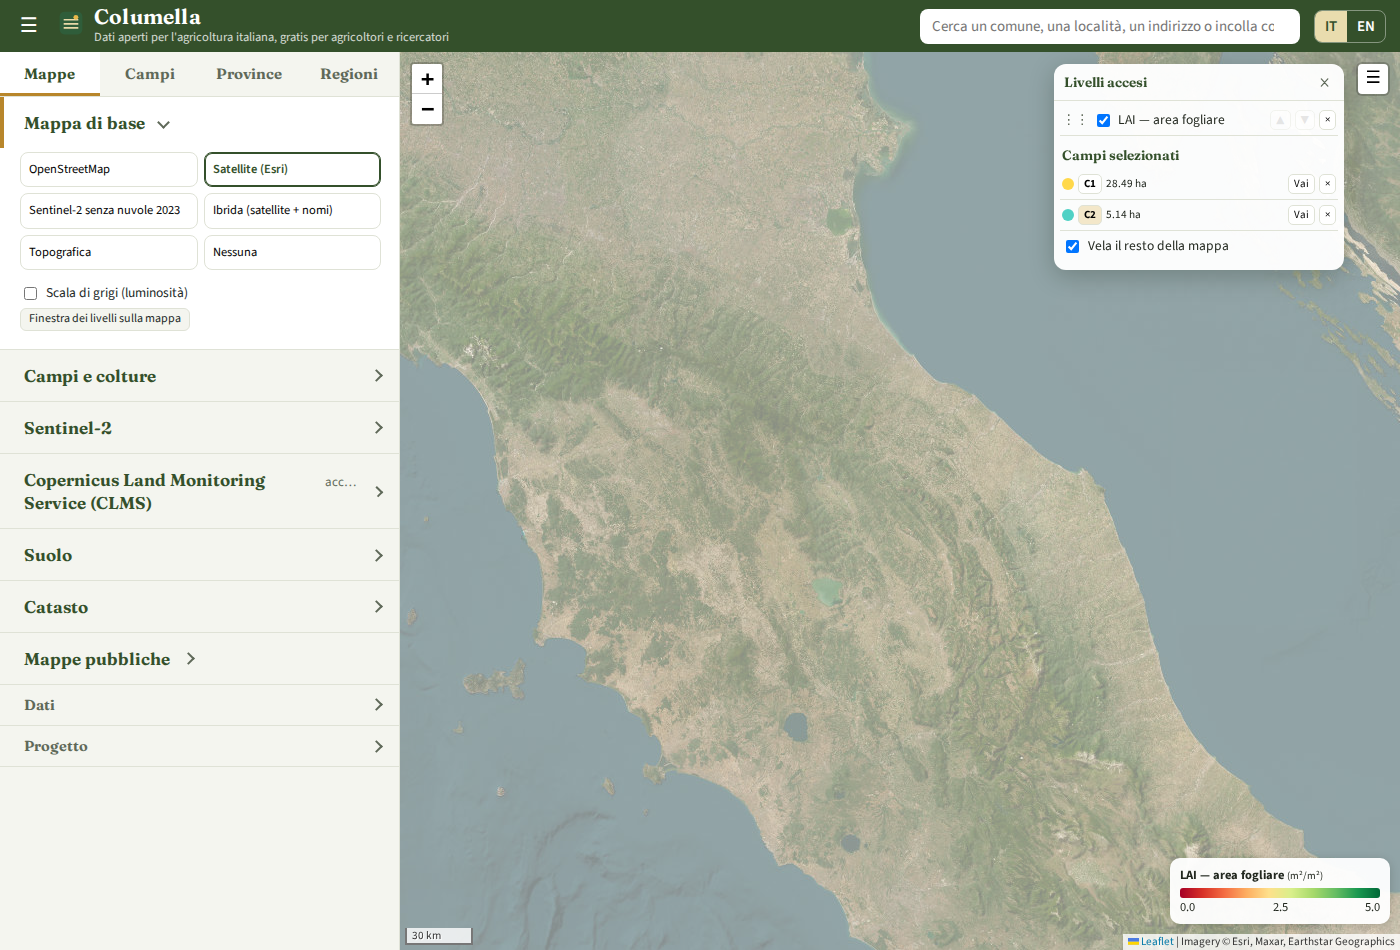 ☰
Columella
Dati aperti per l'agricoltura italiana, gratis per agricoltori e ricercatori
Cerca un comune, una località, un indirizzo o incolla cc
IT EN
Mappe Campi Province Regioni
Mappa di base
OpenStreetMap
Satellite (Esri)
Sentinel-2 senza nuvole 2023
Ibrida (satellite + nomi)
Topografica
Nessuna
Scala di grigi (luminosità)
Finestra dei livelli sulla mappa
Campi e colture
Sentinel-2
Copernicus Land Monitoring
Service (CLMS)
acc...
Suolo
Catasto
Mappe pubbliche
Dati
Progetto
+
−
Livelli accesi ×
LAI — area fogliare ▲ ▼ ×
Campi selezionati
C1 28.49 ha Vai ×
C2 5.14 ha Vai ×
Vela il resto della mappa
☰
LAI — area fogliare (m²/m²)
0.0 2.5 5.0
30 km
Leaflet | Imagery © Esri, Maxar, Earthstar Geographics